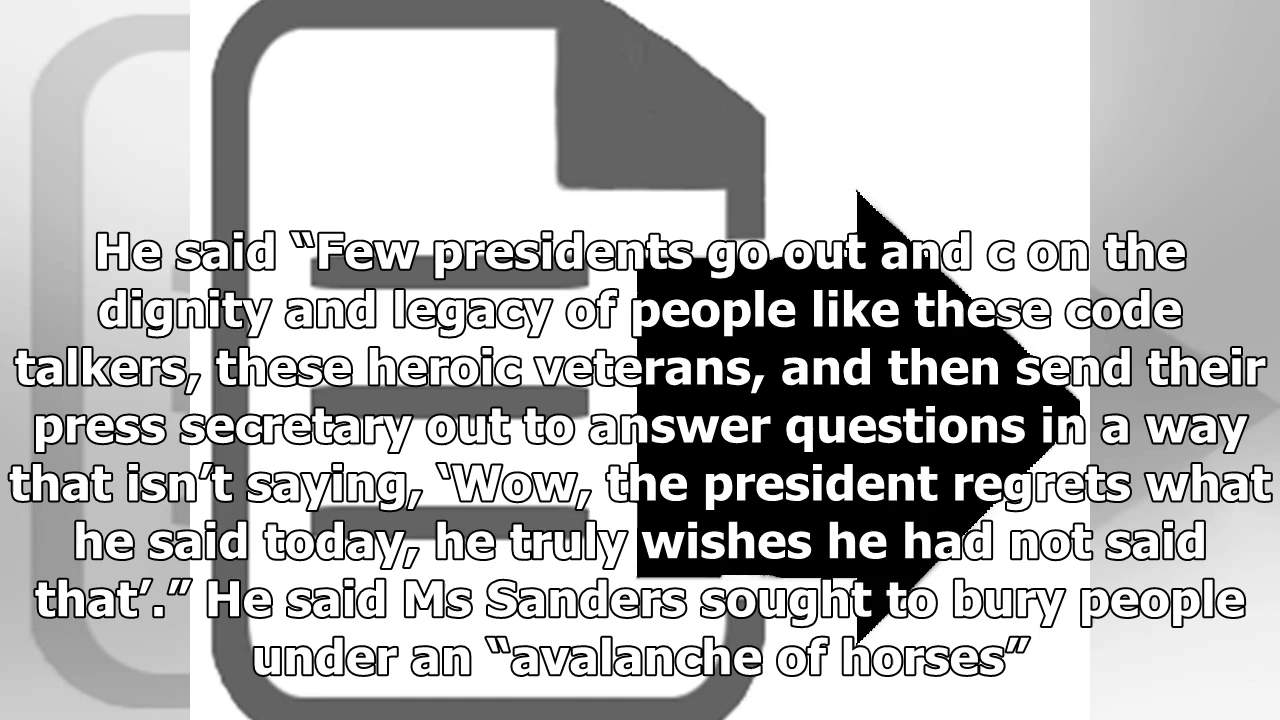 He said “Few presidents go out and c on the
dignity and legacy of people like these code
talkers, these heroic veterans, and then send their
press secretary out to answer questions in a way
that isn’t saying, ‘Wow, the president regrets what
he said today, he truly wishes he had not said
that’.” He said Ms Sanders sought to bury people
under an “avalanche of horses”